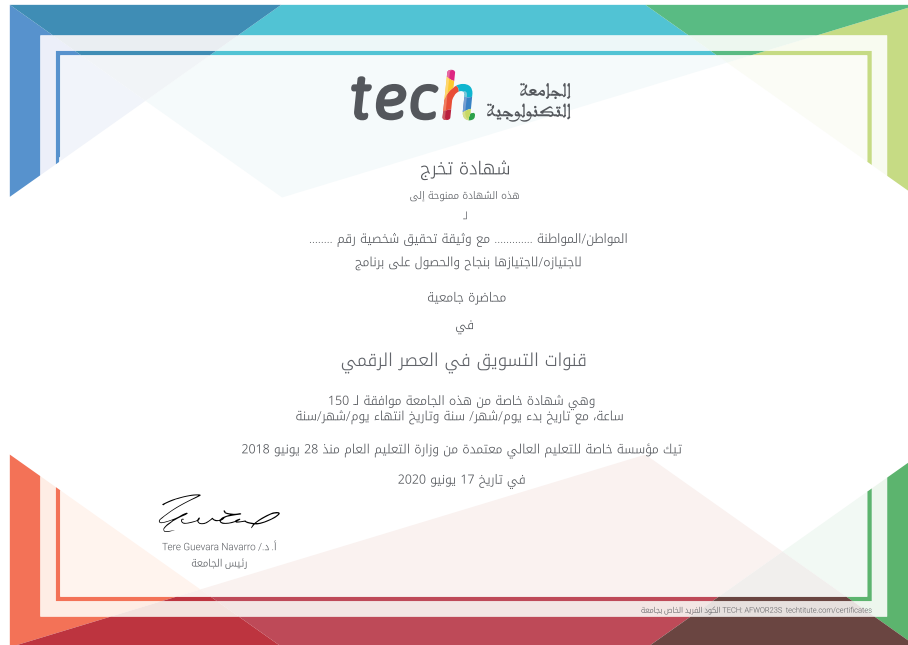 tech الجامعة
التكنولوجية
شهادة تخرج
هذه الشهادة ممنوحة إلى
لـ
المواطن/المواطنة ............ مع وثيقة تحقيق شخصية رقم ........
لاجتيازه/لاجتيازها بنجاح والحصول على برنامج
محاضرة جامعية
في
قنوات التسويق في العصر الرقمي
وهي شهادة خاصة من هذه الجامعة موافقة لـ 150
ساعة، مع تاريخ بدء يوم/شهر/ سنة وتاريخ انتهاء يوم/شهر/سنة
تيك مؤسسة خاصة للتعليم العالي معتمدة من وزارة التعليم العام منذ 28 يونيو 2018
في تاريخ 17 يونيو 2020
أ. د./ Tere Guevara Navarro
رئيس الجامعة
الكود الفريد الخاص بجامعة TECH: AFWOR23S techtitute.com/certificates